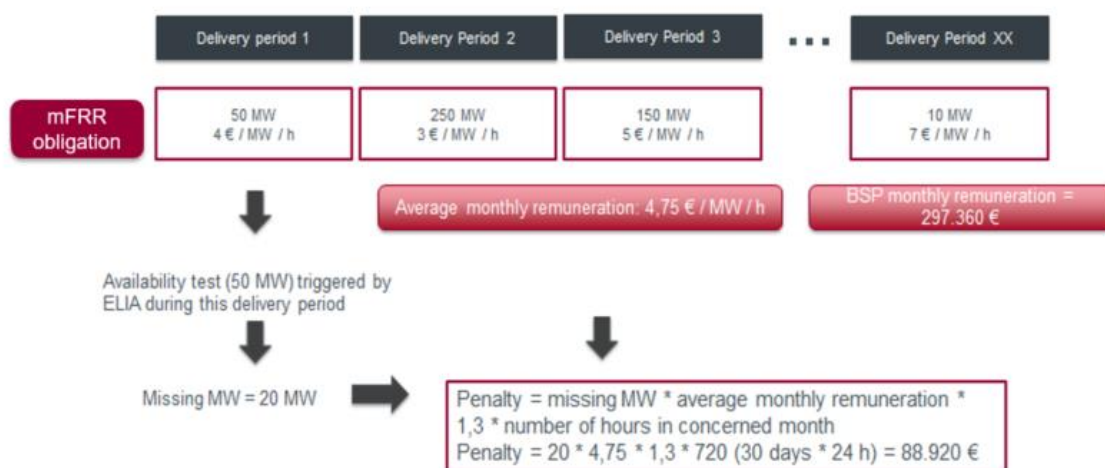 Delivery period 1
Delivery Period 2
Delivery Period 3
...
Delivery Period XX
mFRR
obligation
50 MW
4 € / MW / h
250 MW
3 € / MW / h
150 MW
5 € / MW / h
10 MW
7 € / MW / h
Average monthly remuneration: 4,75 € / MW / h
BSP monthly remuneration =
297.360 €
Availability test (50 MW) triggered by
ELIA during this delivery period
Missing MW = 20 MW
Penalty = missing MW * average monthly remuneration *
1,3 * number of hours in concerned month
Penalty = 20 * 4,75 * 1,3 * 720 (30 days * 24 h) = 88.920 €